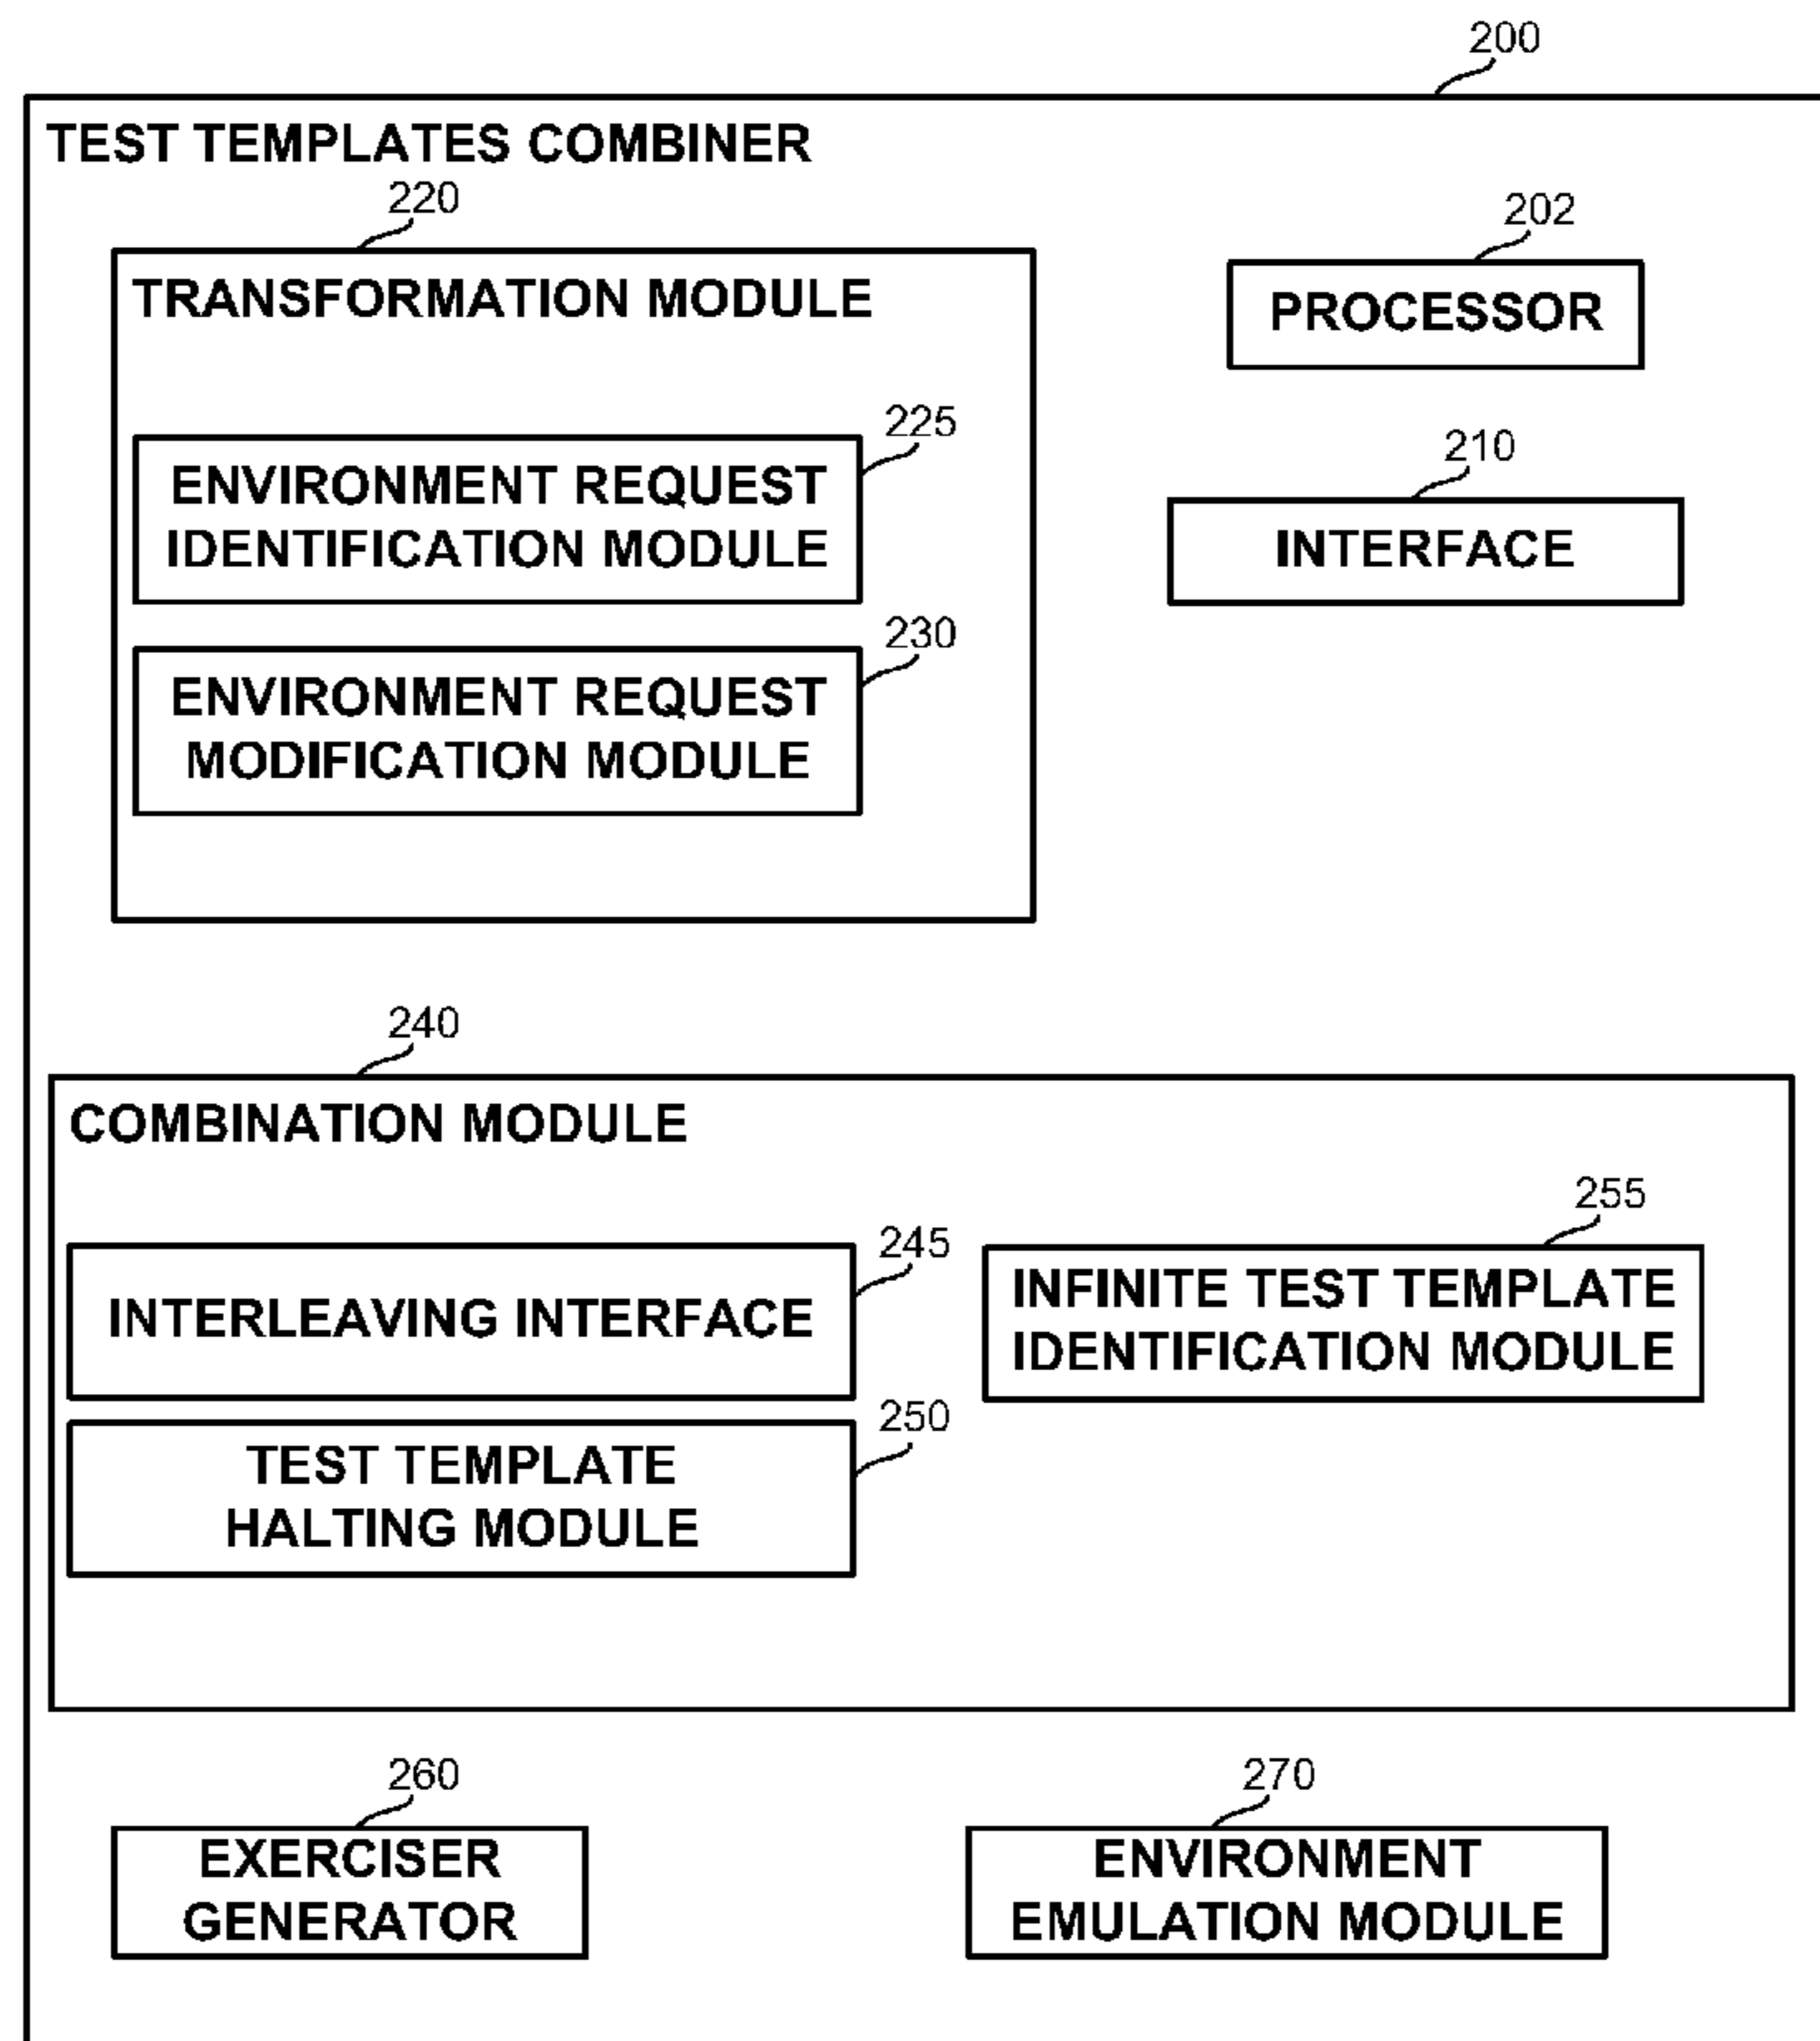 200
TEST TEMPLATES COMBINER
220
TRANSFORMATION MODULE
202
PROCESSOR
225
ENVIRONMENT REQUEST
IDENTIFICATION MODULE
210
INTERFACE
230
ENVIRONMENT REQUEST
MODIFICATION MODULE
240
COMBINATION MODULE
245
INTERLEAVING INTERFACE
255
INFINITE TEST TEMPLATE
IDENTIFICATION MODULE
250
TEST TEMPLATE
HALTING MODULE
260
EXERCISER
GENERATOR
270
ENVIRONMENT
EMULATION MODULE